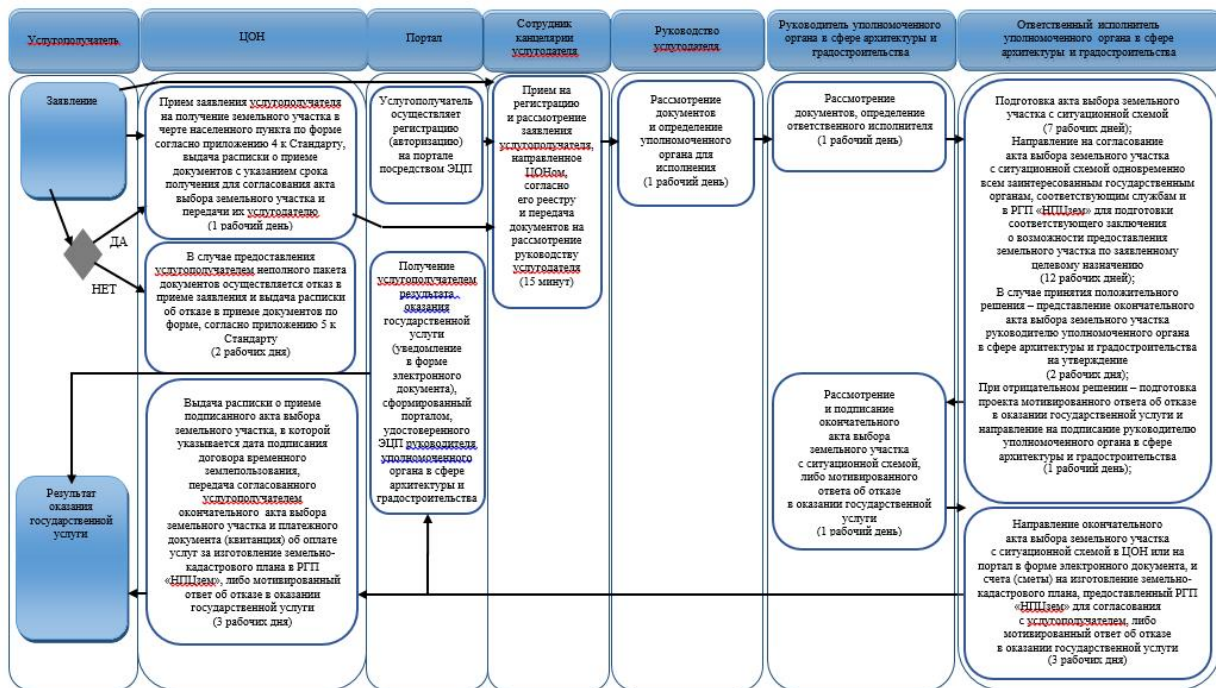 Услугополучатель
ЦОН
Портал
Сотрудник
канцелярии
услугодателя
Руководство
услугодателя
Руководитель уполномоченного
органа в сфере архитектуры и
градостроительства
Ответственный исполнитель
уполномоченного органа в сфере
архитектуры и градостроительства
Заявление
ДА
НЕТ
Результат
оказания
государственной
услуги
Прием заявления услугополучателя
на получение земельного участка в
черте населенного пункта по форме
согласно приложению 4 к Стандарту,
выдача расписки о приеме
документов с указанием срока
получения для согласования акта
выбора земельного участка и
передачи их услугодателю
(1 рабочий день)
В случае предоставления
услугополучателем неполного пакета
документов осуществляется отказ в
приеме заявления и выдача расписки
об отказе в приеме документов по
форме, согласно приложению 5 к
Стандарту
(2 рабочих дня)
Выдача расписки о приеме
подписанного акта выбора
земельного участка, в которой
указывается дата подписания
договора временного
землепользования,
передача согласованного
услугополучателем
окончательного акта выбора
земельного участка и платежного
документа (квитанция) об оплате
услуг за изготовление земельно-
кадастрового плана в РГП
«НПЦзем», либо мотивированный
ответ об отказе в оказании
государственной услуги
(3 рабочих дня)
Услугополучатель
осуществляет
регистрацию
(авторизацию)
на портале
посредством ЭЦП
Получение
услугополучателем
результата
оказания
государственной
услуги
(уведомление
в форме
электронного
документа),
сформированный
порталом,
удостоверенного
ЭЦП руководителя
уполномоченного
органа в сфере
архитектуры и
градостроительства
Прием на
регистрацию
и рассмотрение
заявления
услугополучателя,
направленное
ЦОНом,
согласно
его реестру
и передача
документов на
рассмотрение
руководству
услугодателя
(15 минут)
Рассмотрение
документов
и определение
уполномоченного
органа для
исполнения
(1 рабочий день)
Рассмотрение
документов, определение
ответственного исполнителя
(1 рабочий день)
Рассмотрение
и подписание
окончательного
акта выбора
земельного участка
с ситуационной схемой,
либо мотивированного
ответа об отказе
в оказании государственной
услуги
(1 рабочий день)
Подготовка акта выбора земельного
участка с ситуационной схемой
(7 рабочих дней);
Направление на согласование
акта выбора земельного участка
с ситуационной схемой одновременно
всем заинтересованным государственным
органам, соответствующим службам и
в РГП «НПЦзем» для подготовки
соответствующего заключения
о возможности предоставления
земельного участка по заявленному
целевому назначению
(12 рабочих дней);
В случае принятия положительного
решения – представление окончательного
акта выбора земельного участка
руководителю уполномоченного органа
в сфере архитектуры и градостроительства
на утверждение
(2 рабочих дня);
При отрицательном решении – подготовка
проекта мотивированного ответа об отказе
в оказании государственной услуги и
направление на подписание руководителю
уполномоченного органа в сфере
архитектуры и градостроительства
(1 рабочий день);
Направление окончательного
акта выбора земельного участка
с ситуационной схемой в ЦОН или на
портал в форме электронного документа, и
счета (сметы) на изготовление земельно-
кадастрового плана, предоставленный РГП
«НПЦзем» для согласования
с услугополучателем, либо
мотивированный ответ об отказе
в оказании государственной услуги
(3 рабочих дня)